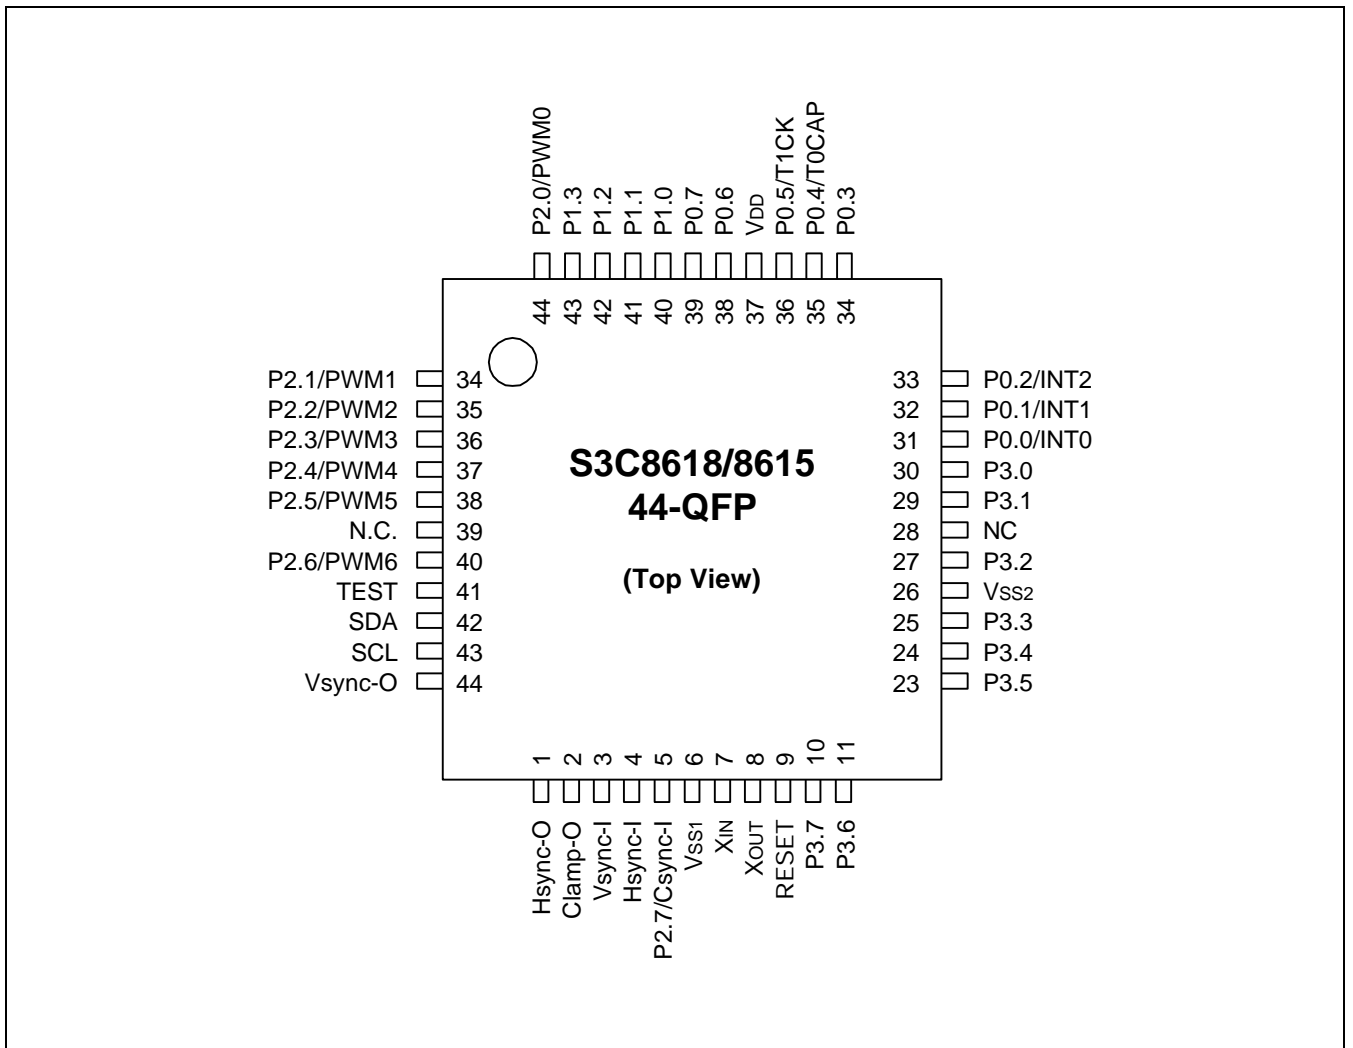 P2.0/PWM0
P1.3
P1.2
P1.1
P1.0
P0.7
P0.6
VDD
P0.5/T1CK
P0.4/T0CAP
P0.3
44
43
42
41
40
39
38
37
36
35
34
P2.1/PWM1 34
P2.2/PWM2 35
P2.3/PWM3 36
P2.4/PWM4 37
P2.5/PWM5 38
N.C. 39
P2.6/PWM6 40
TEST 41
SDA 42
SCL 43
Vsync-O 44
S3C8618/8615
44-QFP
(Top View)
33 P0.2/INT2
32 P0.1/INT1
31 P0.0/INT0
30 P3.0
29 P3.1
28 NC
27 P3.2
26 VSS2
25 P3.3
24 P3.4
23 P3.5
1
2
3
4
5
6
7
8
9
10
11
Hsync-O
Clamp-O
Vsync-I
Hsync-I
P2.7/Csync-I
VSS1
XIN
XOUT
RESET
P3.7
P3.6